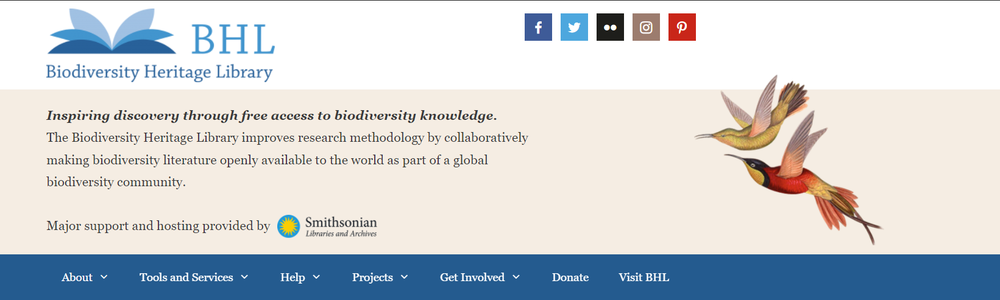 BHL
Biodiversity Heritage Library
Inspiring discovery through free access to biodiversity knowledge.
The Biodiversity Heritage Library improves research methodology by collaboratively
making biodiversity literature openly available to the world as part of a global
biodiversity community.
Major support and hosting provided by
Smithsonian
Libraries and Archives
About Tools and Services Help Projects Get Involved Donate Visit BHL